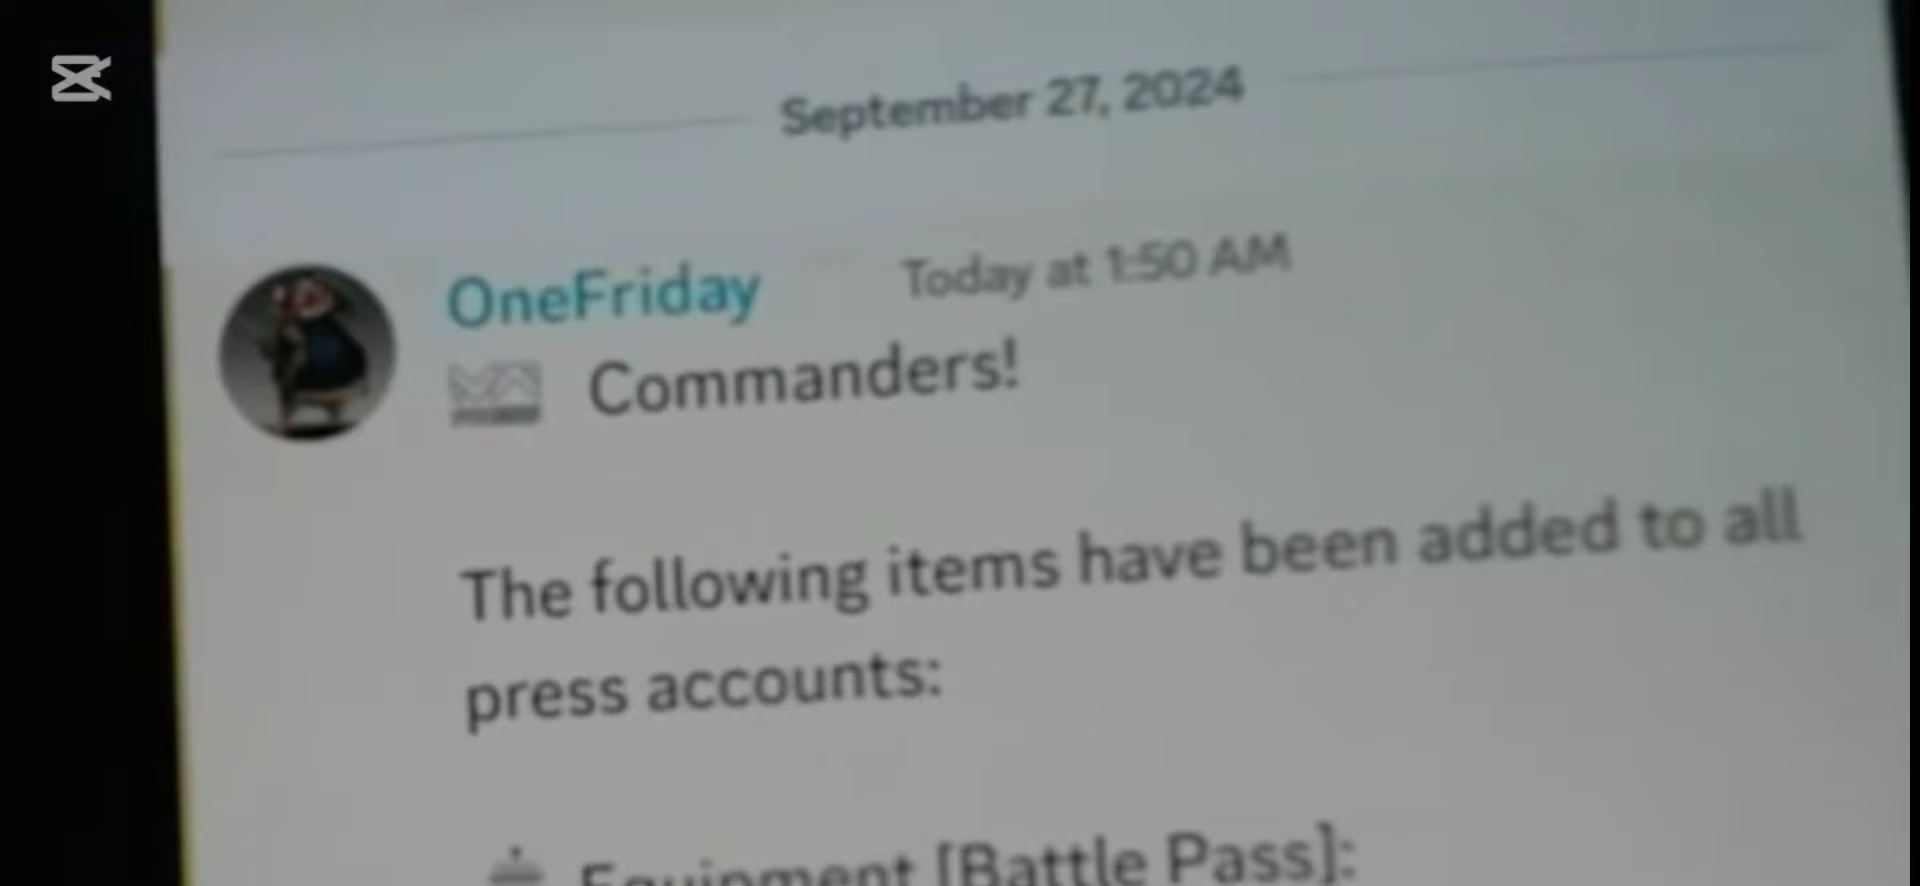 September 27, 2024
OneFriday Today at 1:50 AM
Commanders!
The following items have been added to all
press accounts:
Equipment [Battle Pass]: